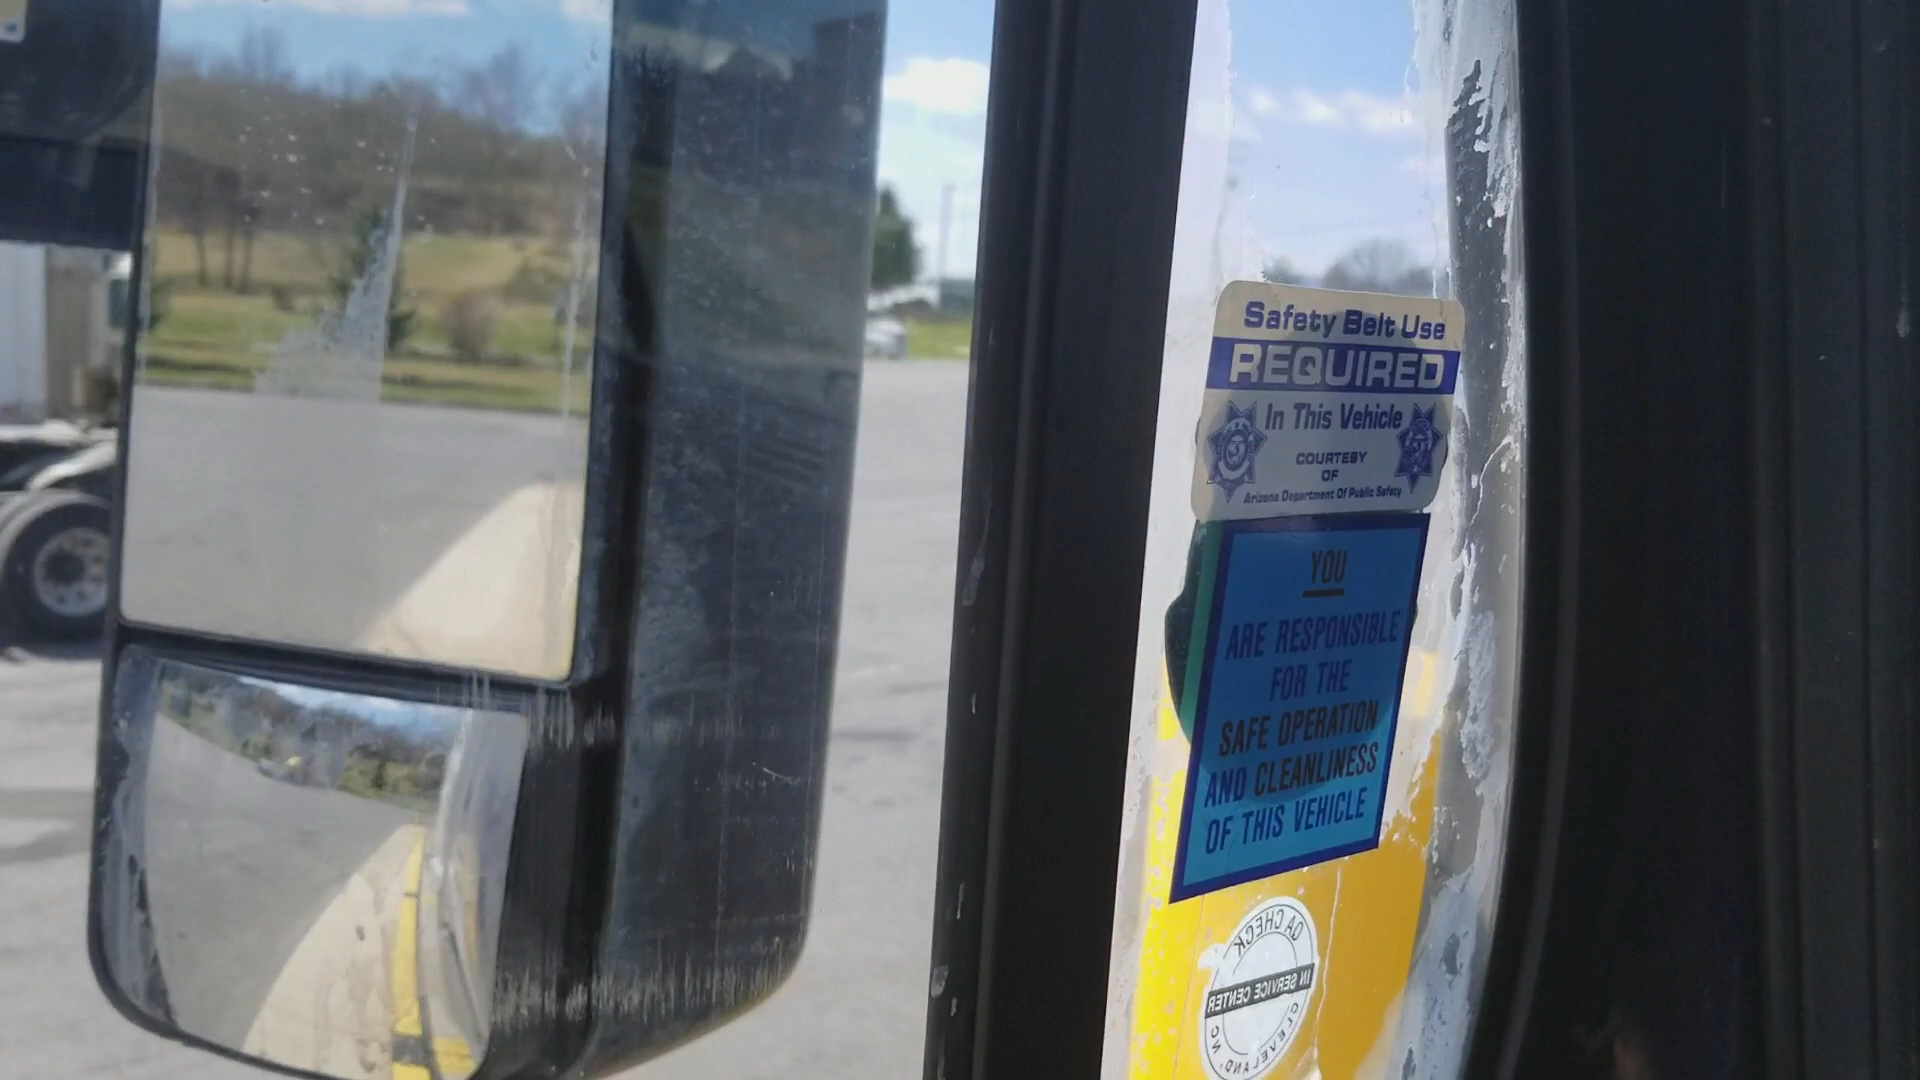 Safety Belt Use
REQUIRED
In This Vehicle
COURTESY
OF
Arizona Department Of Public Safety
YOU
ARE RESPONSIBLE
FOR THE
SAFE OPERATION
AND CLEANLINESS
OF THIS VEHICLE
QA CHECK
IN SERVICE CENTER
CLEVELAND, NC